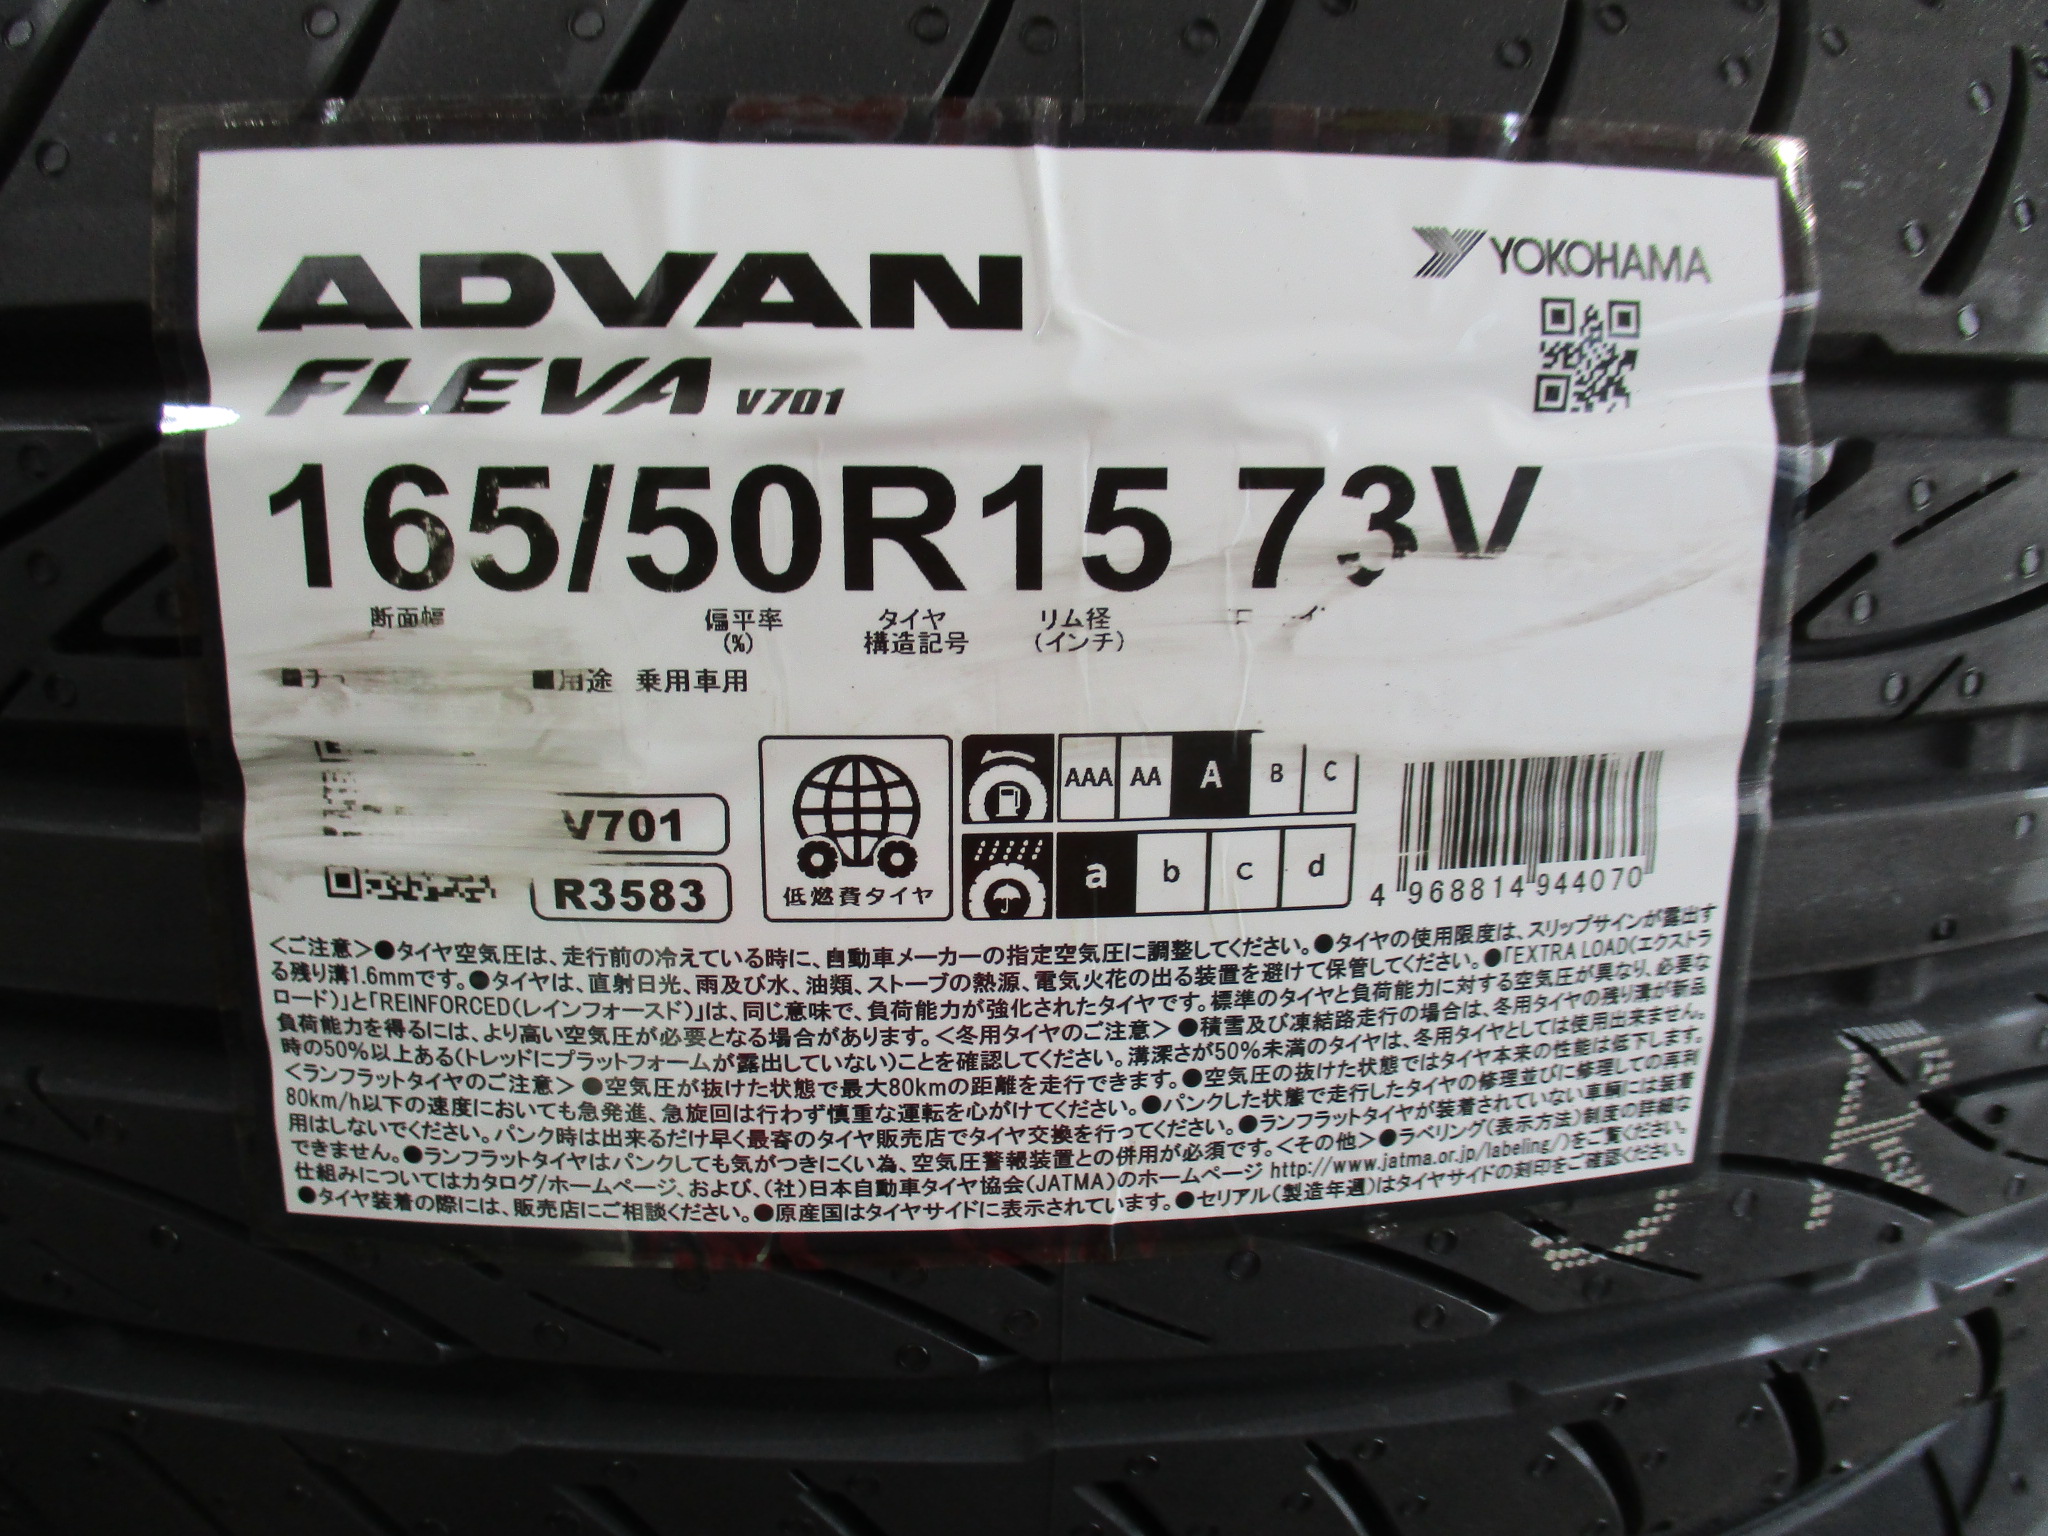 ADVAN
YOKOHAMA
FLEVA V701
165/50R15 73V
断面幅 偏平率 タイヤ リム径
(%) 構造記号 (インチ)
■用途 乗用車用
V701
R3583
低燃費タイヤ
AAA AA A B C
a b c d
4 968814 944070
<ご注意>●タイヤ空気圧は、走行前の冷えている時に、自動車メーカーの指定空気圧に調整してください。●タイヤの使用限度は、スリップサインが露出す
る残り溝1.6mmです。●タイヤは、直射日光、雨及び水、油類、ストーブの熱源、電気火花の出る装置を避けて保管してください。●「EXTRA LOAD(エクストラ
ロード)」と「REINFORCED(レインフォースド)」は、同じ意味で、負荷能力が強化されたタイヤです。標準のタイヤと負荷能力に対する空気圧が異なり、必要な
負荷能力を得るには、より高い空気圧が必要となる場合があります。<冬用タイヤのご注意>●積雪及び凍結路走行の場合は、冬用タイヤの残り溝が新品
時の50%以上ある(トレッドにプラットフォームが露出していない)ことを確認してください。溝深さが50%未満のタイヤは、冬用タイヤとしては使用出来ません。
<ランフラットタイヤのご注意>●空気圧が抜けた状態で最大80kmの距離を走行できます。●空気圧の抜けた状態ではタイヤ本来の性能は低下します。
80km/h以下の速度においても急発進、急旋回は行わず慎重な運転を心がけてください。●パンクした状態で走行したタイヤの修理並びに修理しての再利
用はしないでください。パンク時は出来るだけ早く最寄のタイヤ販売店でタイヤ交換を行ってください。●ランフラットタイヤが装着されていない車輌には装着
できません。●ランフラットタイヤはパンクしても気がつきにくい為、空気圧警報装置との併用が必須です。<その他>●ラベリング(表示方法)制度の詳細な
仕組みについてはカタログ/ホームページ、および、(社)日本自動車タイヤ協会(JATMA)のホームページ http://www.jatma.or.jp/labeling/)をご覧ください。
●タイヤ装着の際には、販売店にご相談ください。●原産国はタイヤサイドに表示されています。●セリアル(製造年週)はタイヤサイドの刻印をご確認ください。